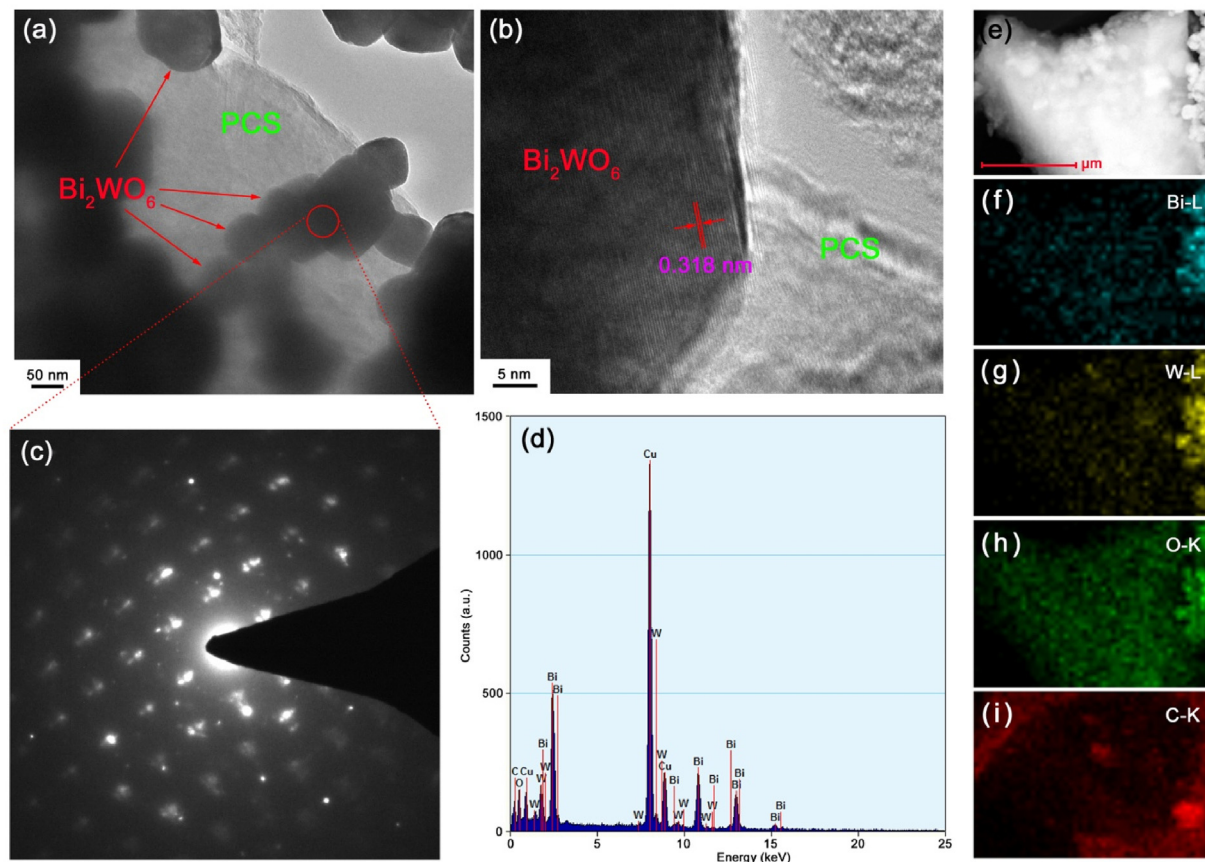 (a)
PCS
Bi₂WO₆
50 nm
(b)
Bi₂WO₆
0.318 nm
PCS
5 nm
(c)
(d)
1500
1000
500
0
Counts (a.u.)
Cu
W
Bi
Bi
Bi
C
O
Cu
W
W
W
W
W
Cu
Bi
W
W
Bi
W
W
Bi
Bi
Bi
Bi
Bi
Bi
0
5
10
15
20
25
Energy (keV)
(e)
μm
(f)
Bi-L
(g)
W-L
(h)
O-K
(i)
C-K